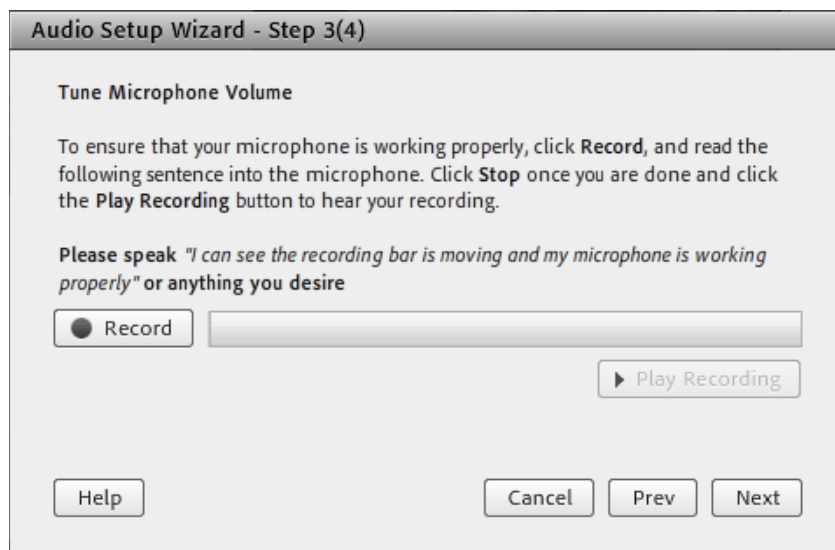 Audio Setup Wizard - Step 3(4)
Tune Microphone Volume
To ensure that your microphone is working properly, click Record, and read the
following sentence into the microphone. Click Stop once you are done and click
the Play Recording button to hear your recording.
Please speak "I can see the recording bar is moving and my microphone is working
properly" or anything you desire
Record
Play Recording
Help Cancel Prev Next